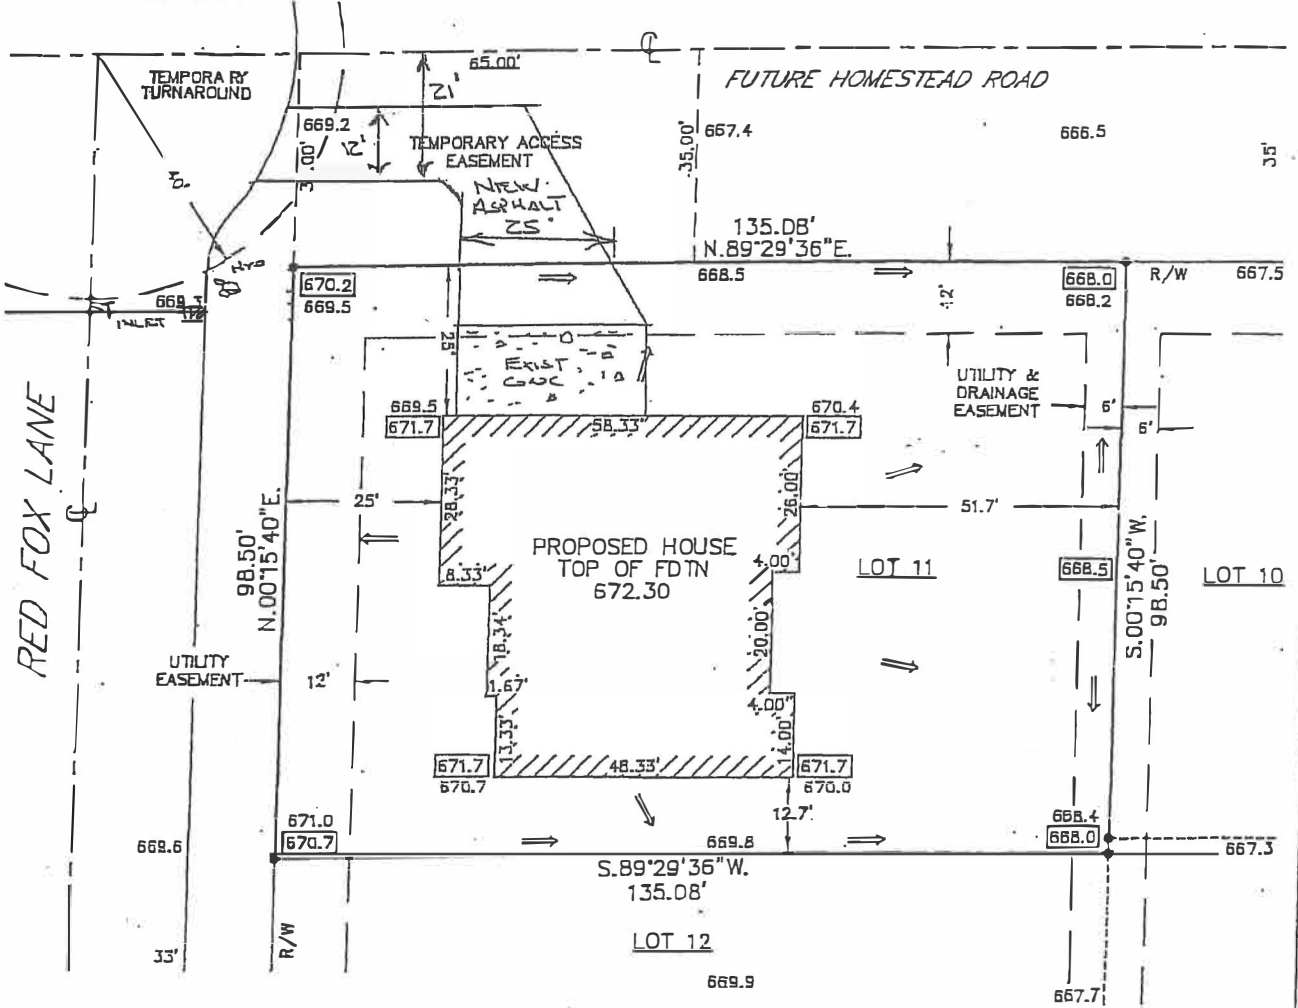 TEMPORARY
TURNAROUND
65.00'
℄
FUTURE HOMESTEAD ROAD
21'
669.2
12'
TEMPORARY ACCESS
EASEMENT
35.00'
667.4
666.5
35'
NEW
ASPHALT
25'
135.08'
N.89°29'36"E.
HYD
670.2
669.5
668.5
668.0
668.2
R/W
667.5
INLET
12'
25'
EXIST
CONC
UTILITY &
DRAINAGE
EASEMENT
6'
6'
669.5
671.7
58.33'
670.4
671.7
RED FOX LANE
℄
98.50'
N.00°15'40"E.
25'
28.33'
26.00'
51.7'
PROPOSED HOUSE
TOP OF FDTN
672.30
8.33'
4.00'
LOT 11
668.5
S.00°15'40"W.
98.50'
LOT 10
18.34'
20.00'
UTILITY
EASEMENT
12'
1.67'
4.00"
13.33'
14.00'
671.7
670.7
48.33'
671.7
670.0
12.7'
671.0
670.7
669.6
669.8
668.4
668.0
667.3
S.89°29'36"W.
135.08'
33'
R/W
LOT 12
669.9
667.7